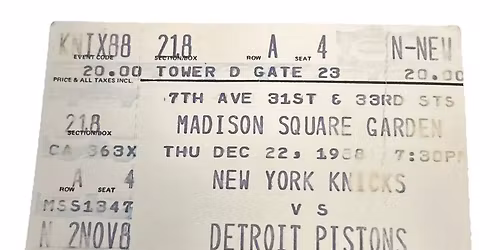 KNIX88 218 A 4 N-NEW
EVENT CODE SECTION/BOX ROW SEAT
20.00 TOWER D GATE 23 20.00
PRICE & ALL TAXES INCL.
7TH AVE 31ST & 33RD STS
218 MADISON SQUARE GARDEN
SECTION/BOX
CA 363X THU DEC 22, 1988 7:30PM
A 4 NEW YORK KNICKS
ROW SEAT
MSS1347 VS
N 2NOV8 DETROIT PISTONS